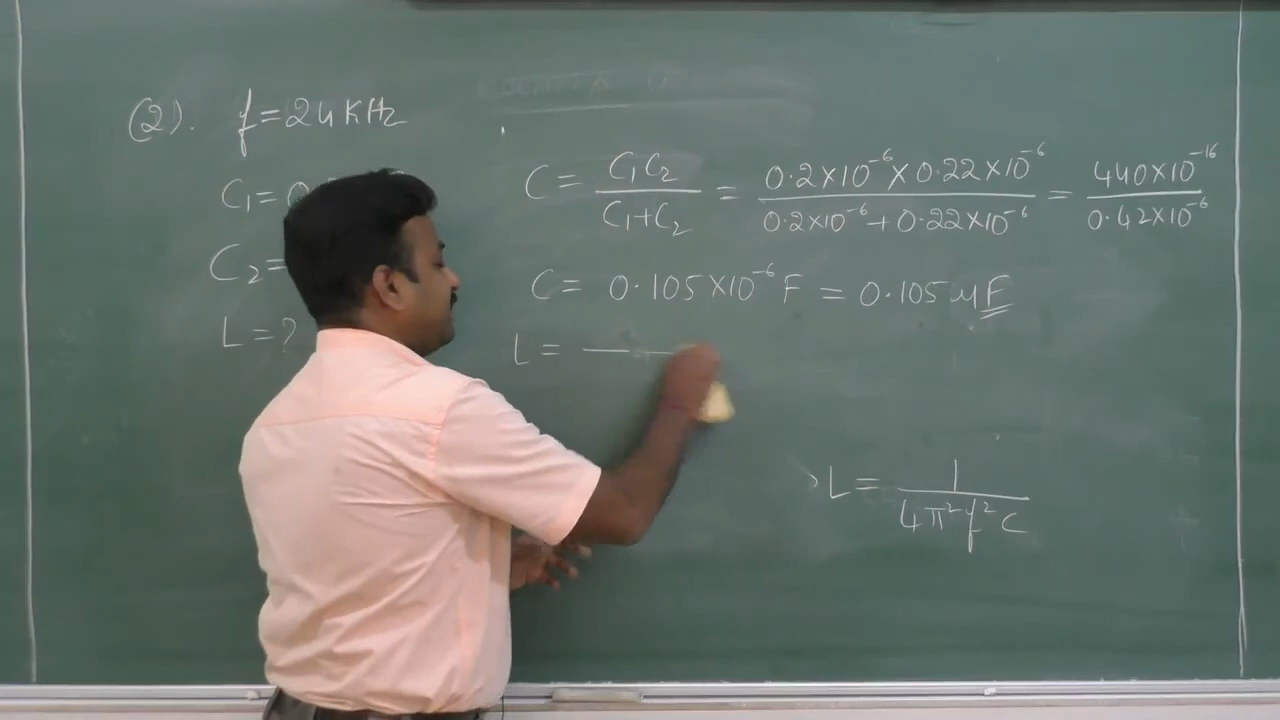 (2). f = 24 KHz
C₁ = 0.
C₂ =
L = ?
C = C₁C₂ / C₁+C₂ = 0.2×10⁻⁶ × 0.22×10⁻⁶ / 0.2×10⁻⁶ + 0.22×10⁻⁶ = 440×10⁻¹⁶ / 0.42×10⁻⁶
C = 0.105×10⁻⁶ F = 0.105 μF
L =
L = 1 / 4π²f²C